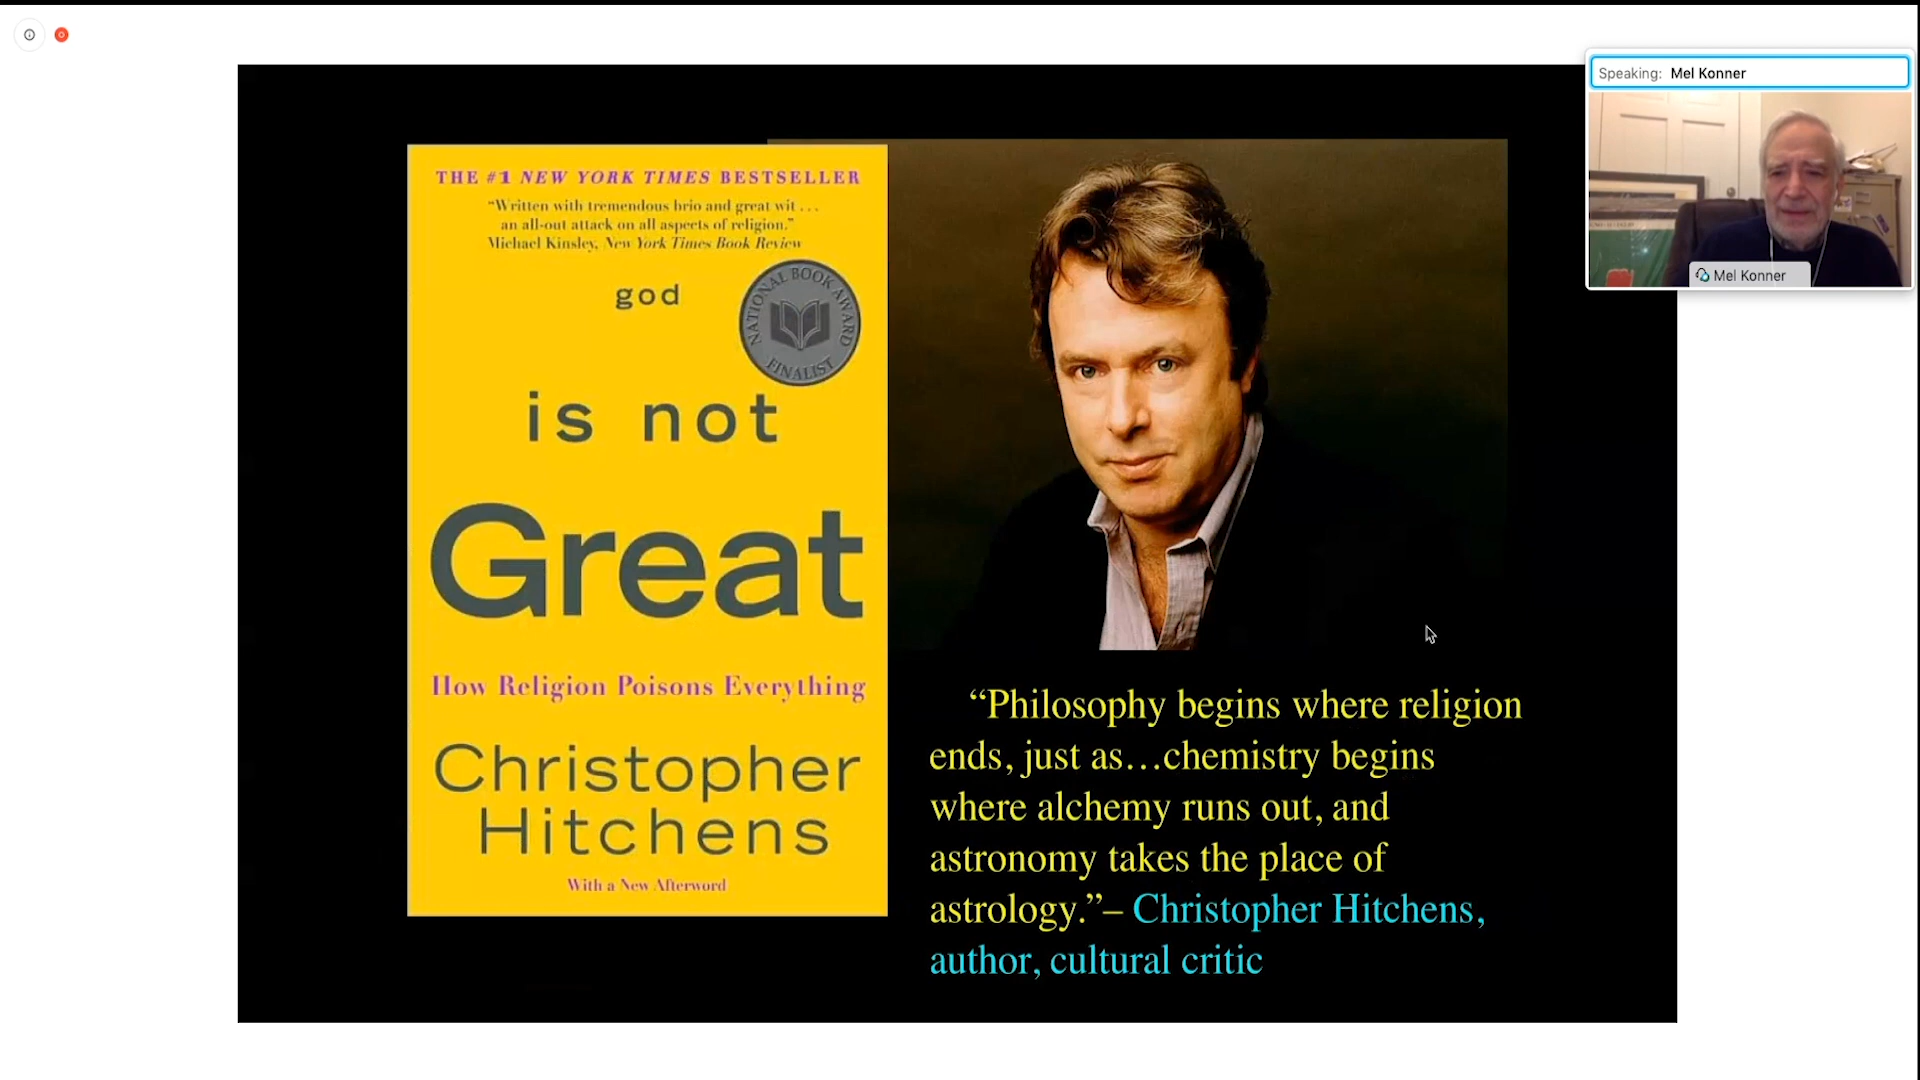 Speaking: Mel Konner
Mel Konner
THE #1 NEW YORK TIMES BESTSELLER
“Written with tremendous brio and great wit . . .
an all-out attack on all aspects of religion.”
Michael Kinsley, New York Times Book Review
god
NATIONAL BOOK AWARD
FINALIST
is not
Great
How Religion Poisons Everything
Christopher
Hitchens
With a New Afterword
“Philosophy begins where religion
ends, just as…chemistry begins
where alchemy runs out, and
astronomy takes the place of
astrology.”– Christopher Hitchens,
author, cultural critic